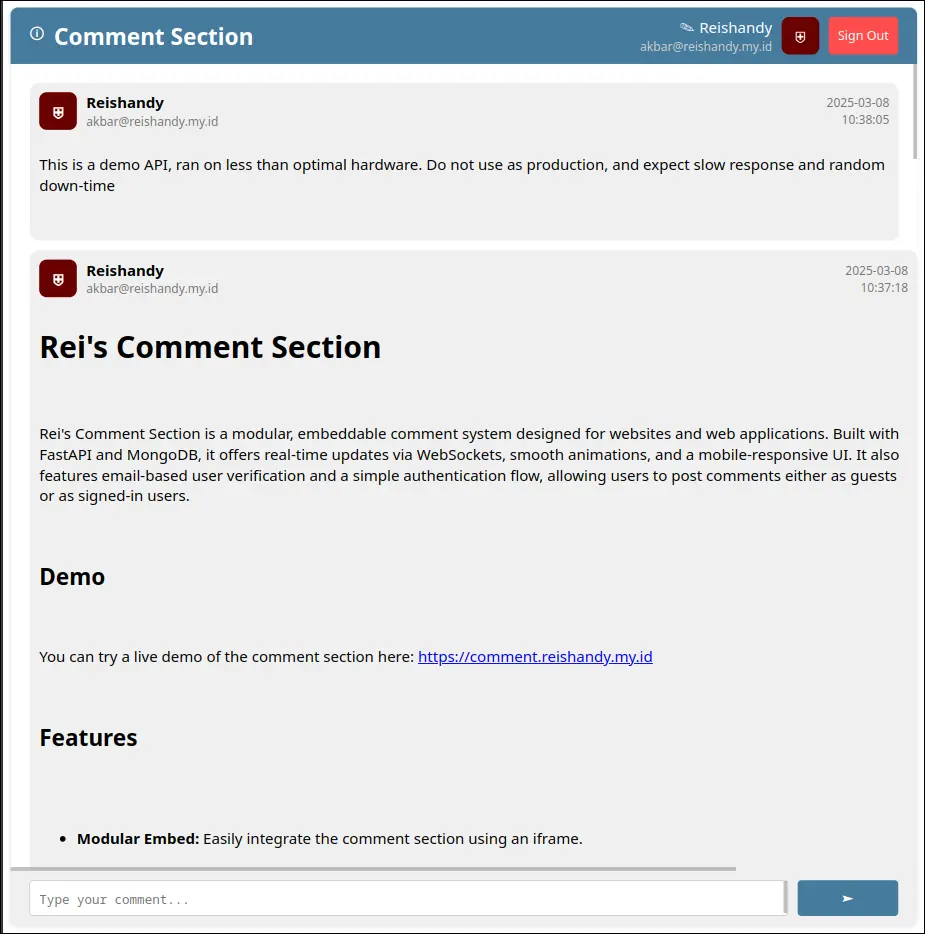 Comment Section
Reishandy
akbar@reishandy.my.id
Sign Out
Reishandy
akbar@reishandy.my.id
2025-03-08
10:38:05
This is a demo API, ran on less than optimal hardware. Do not use as production, and expect slow response and random
down-time
Reishandy
akbar@reishandy.my.id
2025-03-08
10:37:18
Rei's Comment Section
Rei's Comment Section is a modular, embeddable comment system designed for websites and web applications. Built with
FastAPI and MongoDB, it offers real-time updates via WebSockets, smooth animations, and a mobile-responsive UI. It also
features email-based user verification and a simple authentication flow, allowing users to post comments either as guests
or as signed-in users.
Demo
You can try a live demo of the comment section here: https://comment.reishandy.my.id
Features
• Modular Embed: Easily integrate the comment section using an iframe.
Type your comment...